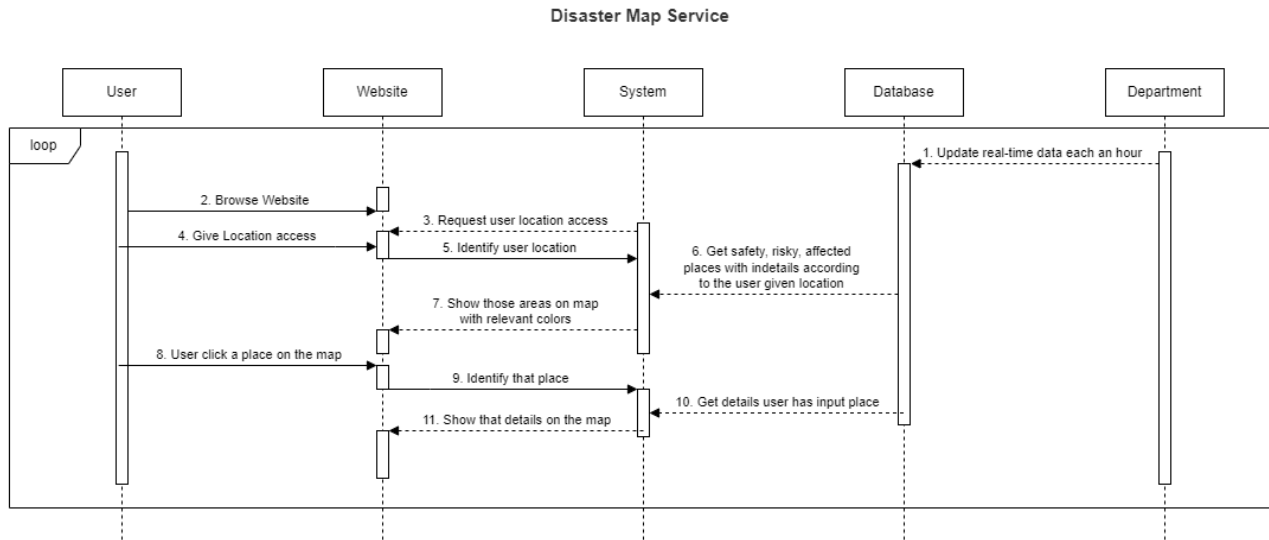 Disaster Map Service
User
Website
System
Database
Department
loop
1. Update real-time data each an hour
2. Browse Website
3. Request user location access
4. Give Location access
5. Identify user location
6. Get safety, risky, affected
places with indetails according
to the user given location
7. Show those areas on map
with relevant colors
8. User click a place on the map
9. Identify that place
10. Get details user has input place
11. Show that details on the map